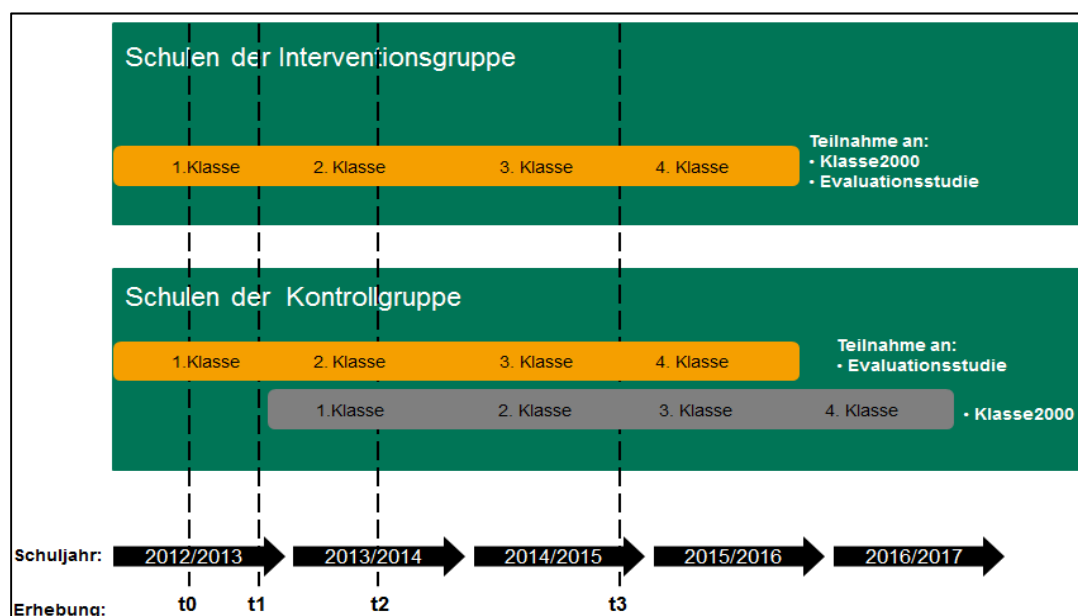 Schulen der Interventionsgruppe
1.Klasse 2. Klasse 3. Klasse 4. Klasse
Teilnahme an:
• Klasse2000
• Evaluationsstudie
Schulen der Kontrollgruppe
1.Klasse 2. Klasse 3. Klasse 4. Klasse
Teilnahme an:
• Evaluationsstudie
1.Klasse 2. Klasse 3. Klasse 4. Klasse
• Klasse2000
Schuljahr: 2012/2013 2013/2014 2014/2015 2015/2016 2016/2017
Erhebung: t0 t1 t2 t3